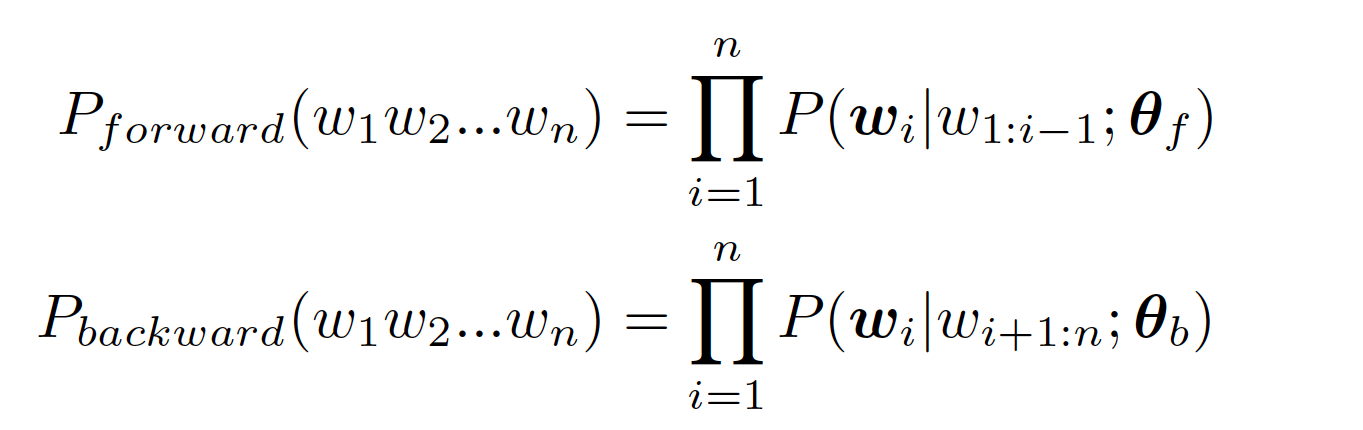 $P_{forward}(w_1 w_2 ... w_n) = \prod_{i=1}^{n} P(\boldsymbol{w}_i | w_{1:i-1}; \boldsymbol{\theta}_f)$
$P_{backward}(w_1 w_2 ... w_n) = \prod_{i=1}^{n} P(\boldsymbol{w}_i | w_{i+1:n}; \boldsymbol{\theta}_b)$